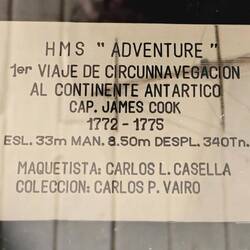 HMS "ADVENTURE"
1er VIAJE DE CIRCUNNAVEGACION
AL CONTINENTE ANTARTICO
CAP. JAMES COOK
1772 - 1775
ESL. 33m MAN. 8.50m DESPL. 340Tn.
MAQUETISTA: CARLOS L. CASELLA
COLECCION: CARLOS P. VAIRO